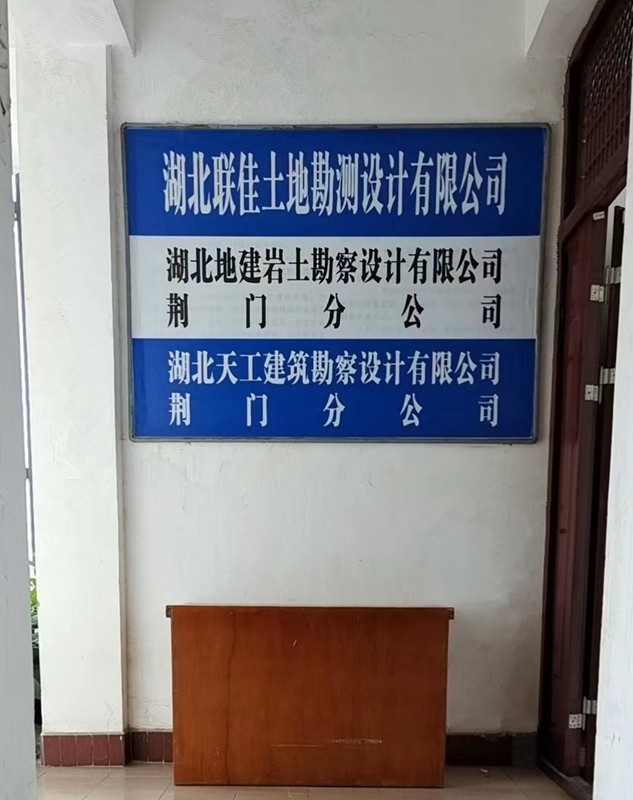 湖北联佳土地勘测设计有限公司
湖北地建岩土勘察设计有限公司
荆门分公司
湖北天工建筑勘察设计有限公司
荆门分公司